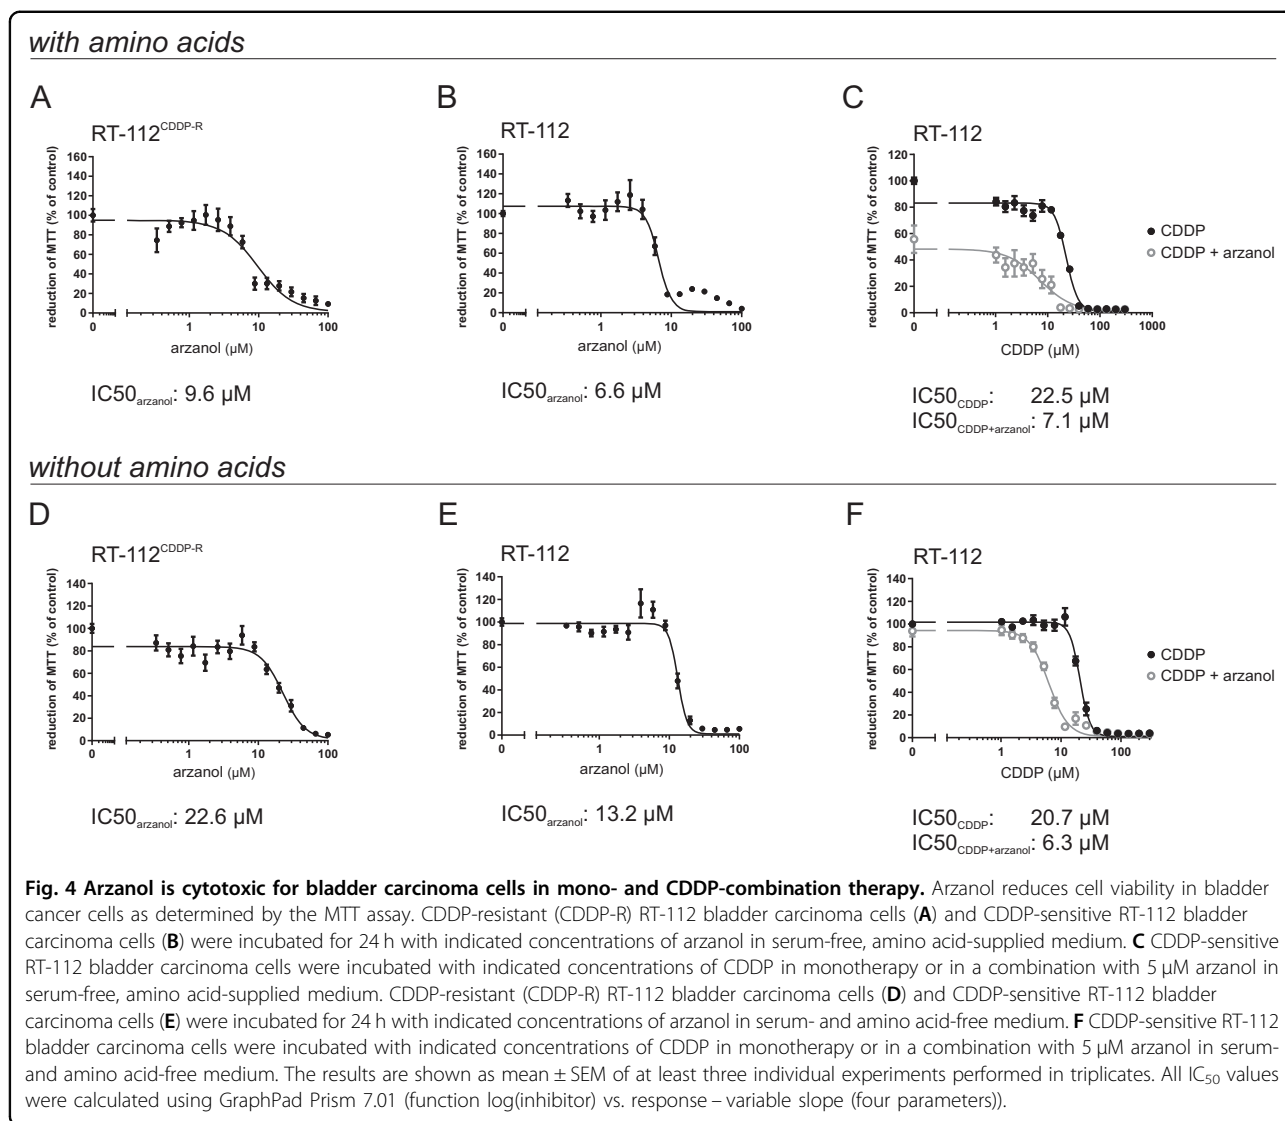 with amino acids
A
RT-112CDDP-R
reduction of MTT (% of control)
160
140
120
100
80
60
40
20
0
0 1 10 100
arzanol (µM)
IC50arzanol: 9.6 µM
B
RT-112
reduction of MTT (% of control)
160
140
120
100
80
60
40
20
0
0 1 10 100
arzanol (µM)
IC50arzanol: 6.6 µM
C
RT-112
reduction of MTT (% of control)
120
100
80
60
40
20
0
0 1 10 100 1000
CDDP (µM)
CDDP
CDDP + arzanol
IC50CDDP: 22.5 µM
IC50CDDP+arzanol: 7.1 µM
without amino acids
D
RT-112CDDP-R
reduction of MTT (% of control)
140
120
100
80
60
40
20
0
0 1 10 100
arzanol (µM)
IC50arzanol: 22.6 µM
E
RT-112
reduction of MTT (% of control)
140
120
100
80
60
40
20
0
0 1 10 100
arzanol (µM)
IC50arzanol: 13.2 µM
F
RT-112
reduction of MTT (% of control)
140
120
100
80
60
40
20
0
0 1 10 100
CDDP (µM)
CDDP
CDDP + arzanol
IC50CDDP: 20.7 µM
IC50CDDP+arzanol: 6.3 µM
Fig. 4 Arzanol is cytotoxic for bladder carcinoma cells in mono- and CDDP-combination therapy. Arzanol reduces cell viability in bladder
cancer cells as determined by the MTT assay. CDDP-resistant (CDDP-R) RT-112 bladder carcinoma cells (A) and CDDP-sensitive RT-112 bladder
carcinoma cells (B) were incubated for 24 h with indicated concentrations of arzanol in serum-free, amino acid-supplied medium. C CDDP-sensitive
RT-112 bladder carcinoma cells were incubated with indicated concentrations of CDDP in monotherapy or in a combination with 5 µM arzanol in
serum-free, amino acid-supplied medium. CDDP-resistant (CDDP-R) RT-112 bladder carcinoma cells (D) and CDDP-sensitive RT-112 bladder
carcinoma cells (E) were incubated for 24 h with indicated concentrations of arzanol in serum- and amino acid-free medium. F CDDP-sensitive RT-112
bladder carcinoma cells were incubated with indicated concentrations of CDDP in monotherapy or in a combination with 5 µM arzanol in serum-
and amino acid-free medium. The results are shown as mean ± SEM of at least three individual experiments performed in triplicates. All IC50 values
were calculated using GraphPad Prism 7.01 (function log(inhibitor) vs. response – variable slope (four parameters)).